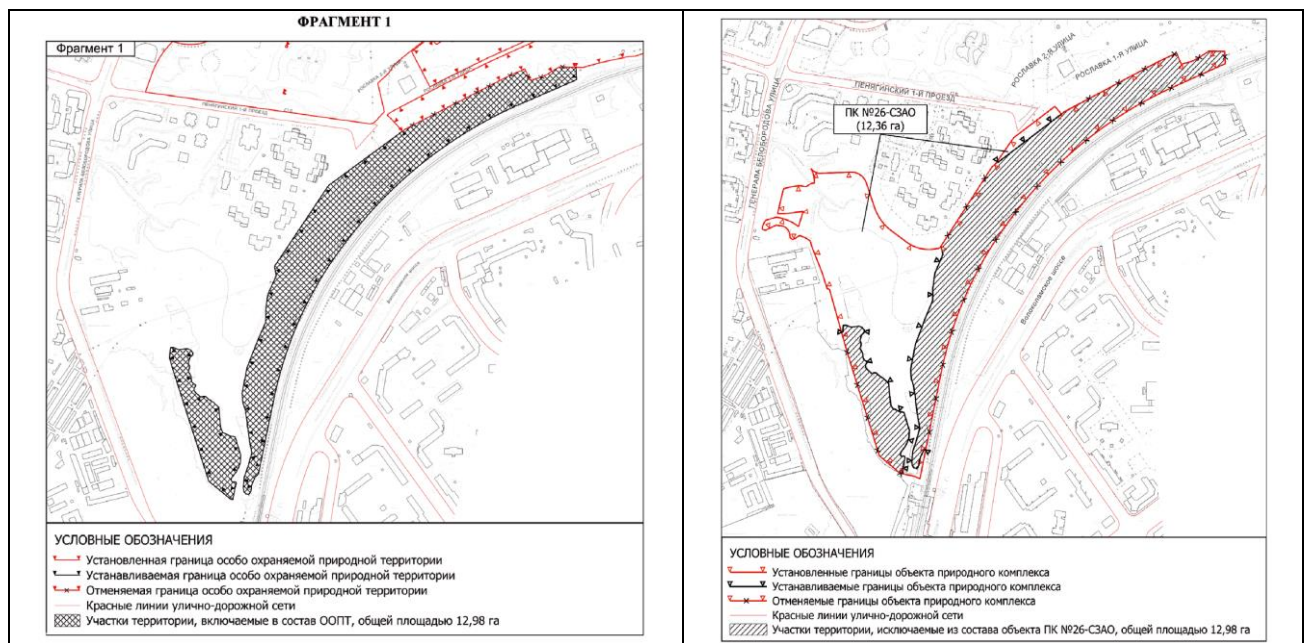 ФРАГМЕНТ 1
Фрагмент 1
ПЕНЯГИНСКИЙ 1-Й ПРОЕЗД
РОСЛАВКА 2-Я УЛИЦА
Волоколамское шоссе
УСЛОВНЫЕ ОБОЗНАЧЕНИЯ
Установленная граница особо охраняемой природной территории
Устанавливаемая граница особо охраняемой природной территории
Отменяемая граница особо охраняемой природной территории
Красные линии улично-дорожной сети
Участки территории, включаемые в состав ООПТ, общей площадью 12,98 га
РОСЛАВКА 2-Я УЛИЦА
РОСЛАВКА 1-Я УЛИЦА
ПЕНЯГИНСКИЙ 1-Й ПРОЕЗД
ПК №26-СЗАО
(12,36 га)
ГЕНЕРАЛА БЕЛОБОРОДОВА УЛИЦА
Волоколамское шоссе
УСЛОВНЫЕ ОБОЗНАЧЕНИЯ
Установленные границы объекта природного комплекса
Устанавливаемые границы объекта природного комплекса
Отменяемые границы объекта природного комплекса
Красные линии улично-дорожной сети
Участки территории, исключаемые из состава объекта ПК №26-СЗАО, общей площадью 12,98 га